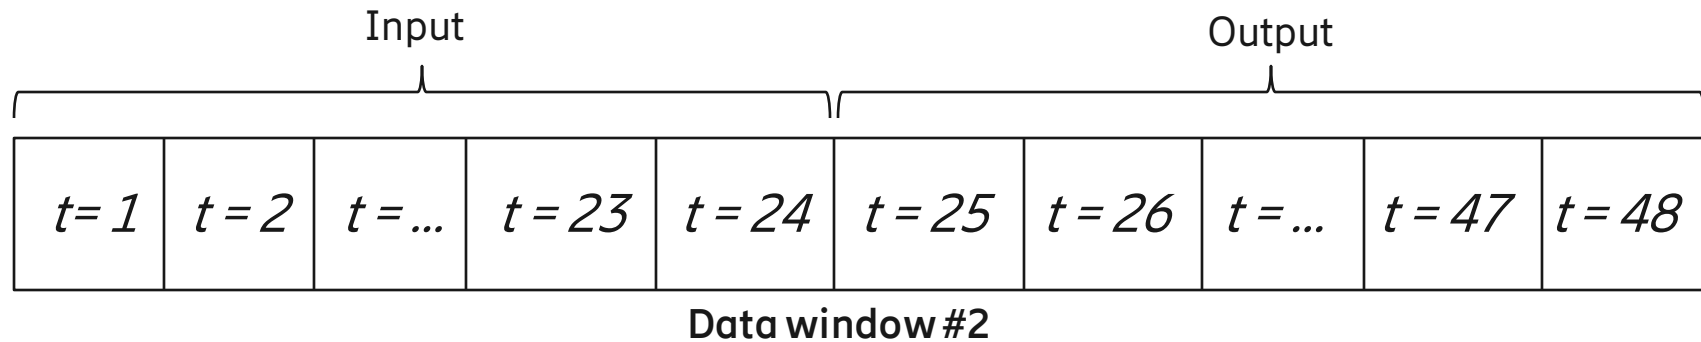 Input Output
t= 1 t = 2 t = ... t = 23 t = 24 t = 25 t = 26 t = ... t = 47 t = 48
Data window #2